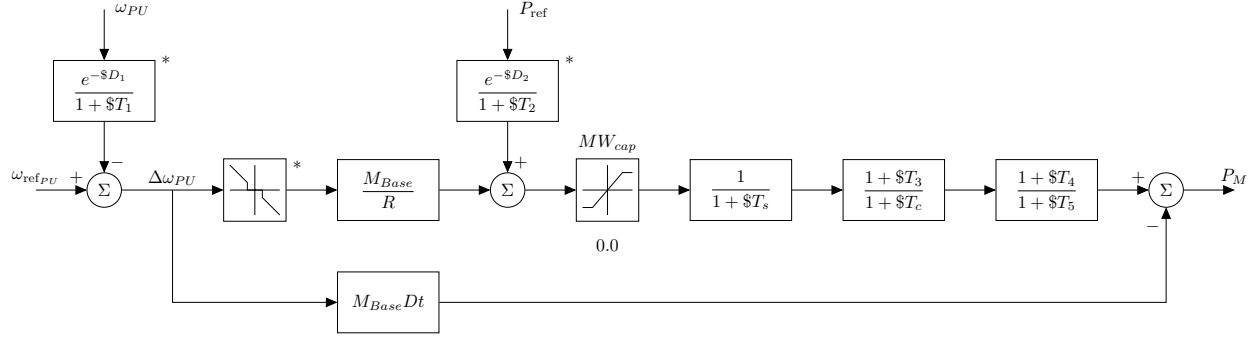 ω_PU
P_ref
e^−$D_1
1 + $T_1
*
e^−$D_2
1 + $T_2
*
MW_cap
ω_ref_PU
+
−
Σ
Δω_PU
*
M_Base
R
+
Σ
1
1 + $T_s
1 + $T_3
1 + $T_c
1 + $T_4
1 + $T_5
+
−
Σ
P_M
0.0
M_Base Dt